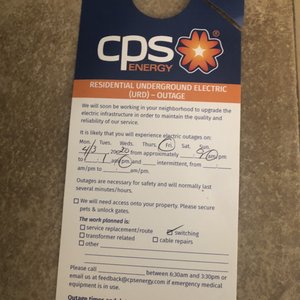 cps
ENERGY
RESIDENTIAL UNDERGROUND ELECTRIC
(URD) – OUTAGE
We will soon be working in your neighborhood to upgrade the
electric infrastructure in order to maintain the quality and
reliability of our service.
It is likely that you will experience electric outages on:
Mon. Tues. Weds. Thurs. Fri. Sat. Sun.
4/3 20 from approximately 9 am/pm
to 1 am/pm and intermittent, from
am/pm to am/pm.
Outages are necessary for safety and will normally last
several minutes/hours.
We will need access onto your property. Please secure
pets & unlock gates.
The work planned is:
service replacement/route switching
transformer related cable repairs
other
Please call between 6:30am and 3:30pm or
email us at feedback@cpsenergy.com if emergency medical
equipment is in use.